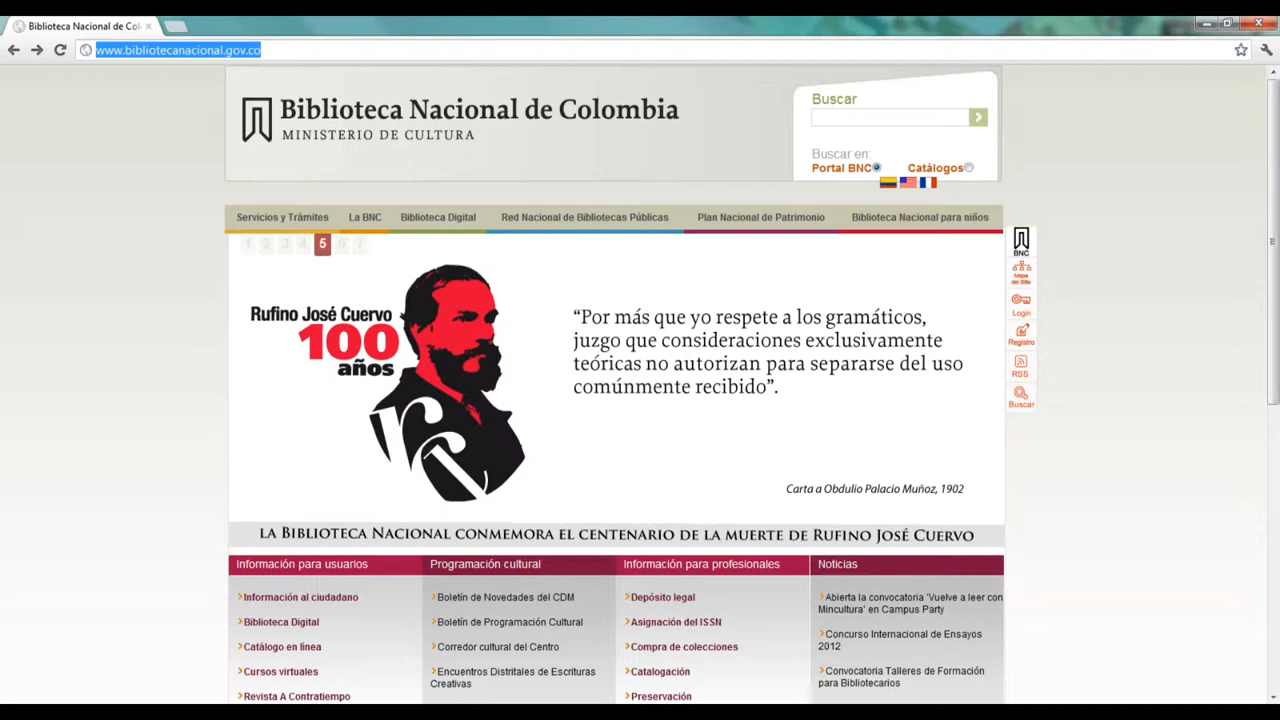 Biblioteca Nacional de Col
www.bibliotecanacional.gov.co
Biblioteca Nacional de Colombia
MINISTERIO DE CULTURA
Buscar
Buscar en:
Portal BNC
Catálogos
Servicios y Tràmites
La BNC
Biblioteca Digital
Red Nacional de Bibliotecas Públicas
Plan Nacional de Patrimonio
Biblioteca Nacional para niños
1 2 3 4 5 6 7
BNC
Mapa
del Sitio
Login
Registro
RSS
Buscar
Rufino José Cuervo
100
años
“Por más que yo respete a los gramáticos,
juzgo que consideraciones exclusivamente
teóricas no autorizan para separarse del uso
comúnmente recibido”.
Carta a Obdulio Palacio Muñoz, 1902
LA BIBLIOTECA NACIONAL CONMEMORA EL CENTENARIO DE LA MUERTE DE RUFINO JOSÉ CUERVO
Información para usuarios
Información al ciudadano
Biblioteca Digital
Catálogo en línea
Cursos virtuales
Revista A Contratiempo
Programación cultural
Boletín de Novedades del CDM
Boletín de Programación Cultural
Corredor cultural del Centro
Encuentros Distritales de Escrituras
Creativas
Información para profesionales
Depósito legal
Asignación del ISSN
Compra de colecciones
Catalogación
Preservación
Noticias
Abierta la convocatoria 'Vuelve a leer con
Mincultura' en Campus Party
Concurso Internacional de Ensayos
2012
Convocatoria Talleres de Formación
para Bibliotecarios